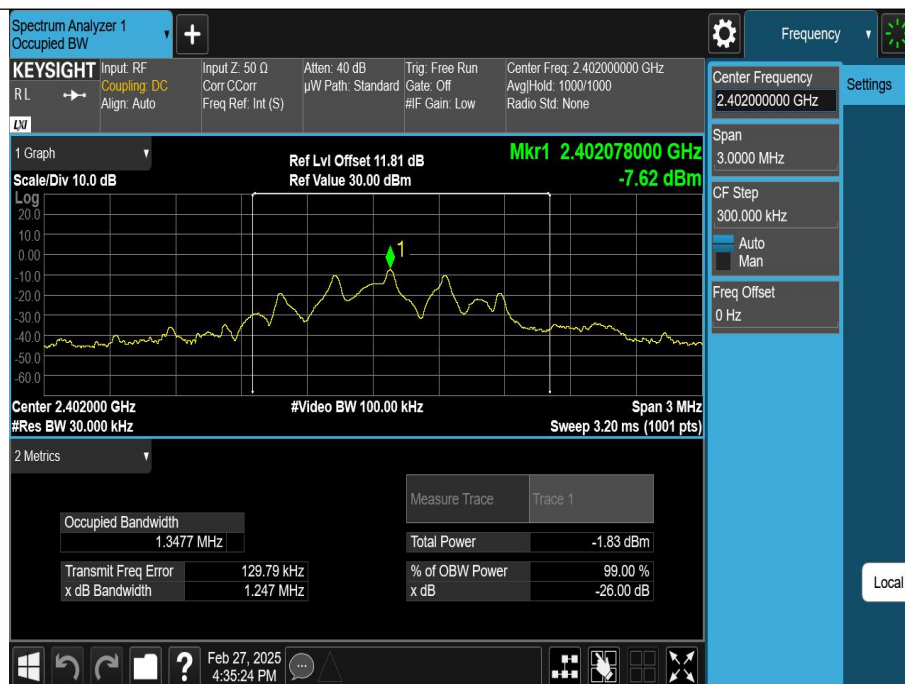 Spectrum Analyzer 1
Occupied BW
Frequency
KEYSIGHT
R L
LXI
Input: RF
Coupling: DC
Align: Auto
Input Z: 50 Ω
Corr CCorr
Freq Ref: Int (S)
Atten: 40 dB
µW Path: Standard
Trig: Free Run
Gate: Off
#IF Gain: Low
Center Freq: 2.402000000 GHz
Avg|Hold: 1000/1000
Radio Std: None
Center Frequency
2.402000000 GHz
Settings
Span
3.0000 MHz
CF Step
300.000 kHz
Auto
Man
Freq Offset
0 Hz
Local
1 Graph
Scale/Div 10.0 dB
Ref Lvl Offset 11.81 dB
Ref Value 30.00 dBm
Mkr1 2.402078000 GHz
-7.62 dBm
Log
20.0
10.0
0.00
-10.0
-20.0
-30.0
-40.0
-50.0
-60.0
1
Center 2.402000 GHz
#Res BW 30.000 kHz
#Video BW 100.00 kHz
Span 3 MHz
Sweep 3.20 ms (1001 pts)
2 Metrics
Measure Trace Trace 1
Occupied Bandwidth
1.3477 MHz
Total Power -1.83 dBm
Transmit Freq Error 129.79 kHz
% of OBW Power 99.00 %
x dB Bandwidth 1.247 MHz
x dB -26.00 dB
Feb 27, 2025
4:35:24 PM